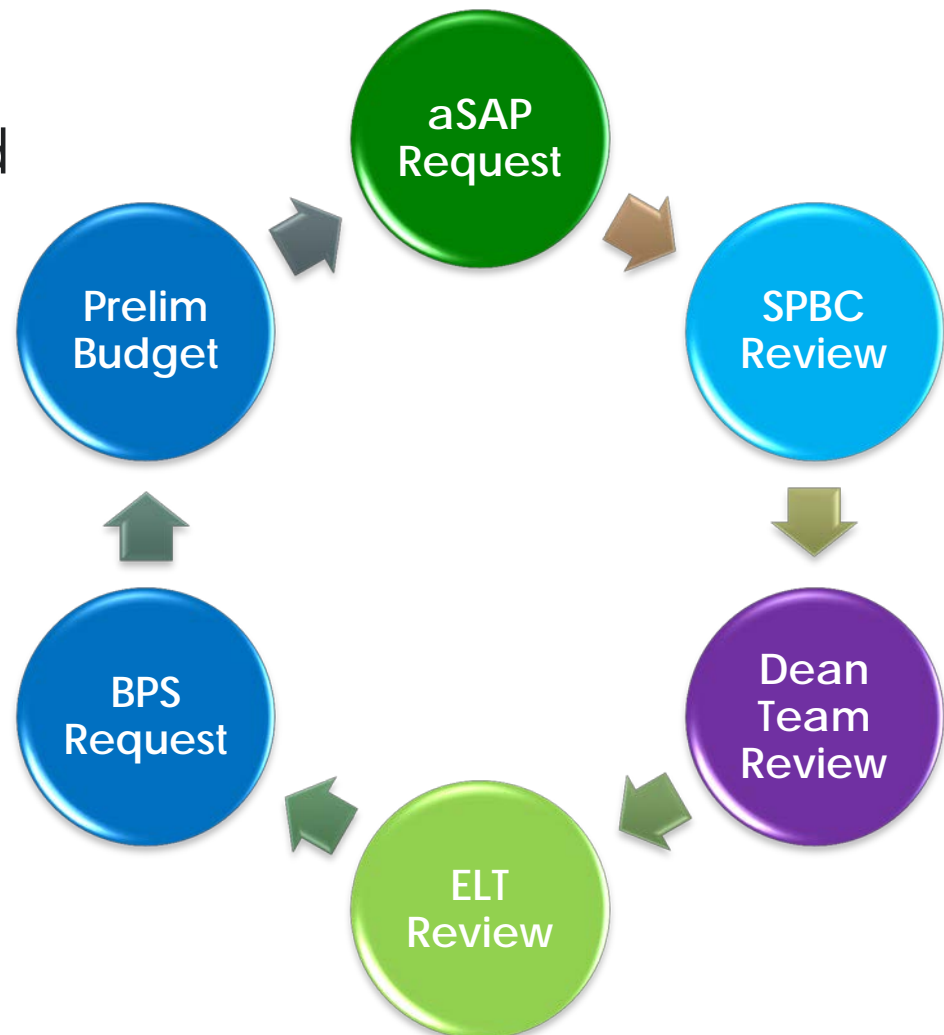 aSAP
Request
SPBC
Review
Dean
Team
Review
ELT
Review
BPS
Request
Prelim
Budget